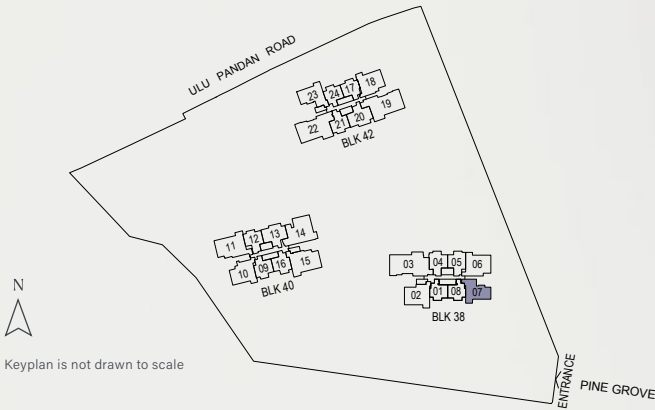 ULU PANDAN ROAD
23 24 17 18
22 21 20 19
BLK 42
11 12 13 14
10 09 16 15
BLK 40
03 04 05 06
02 01 08 07
BLK 38
N
Keyplan is not drawn to scale
ENTRANCE
PINE GROVE